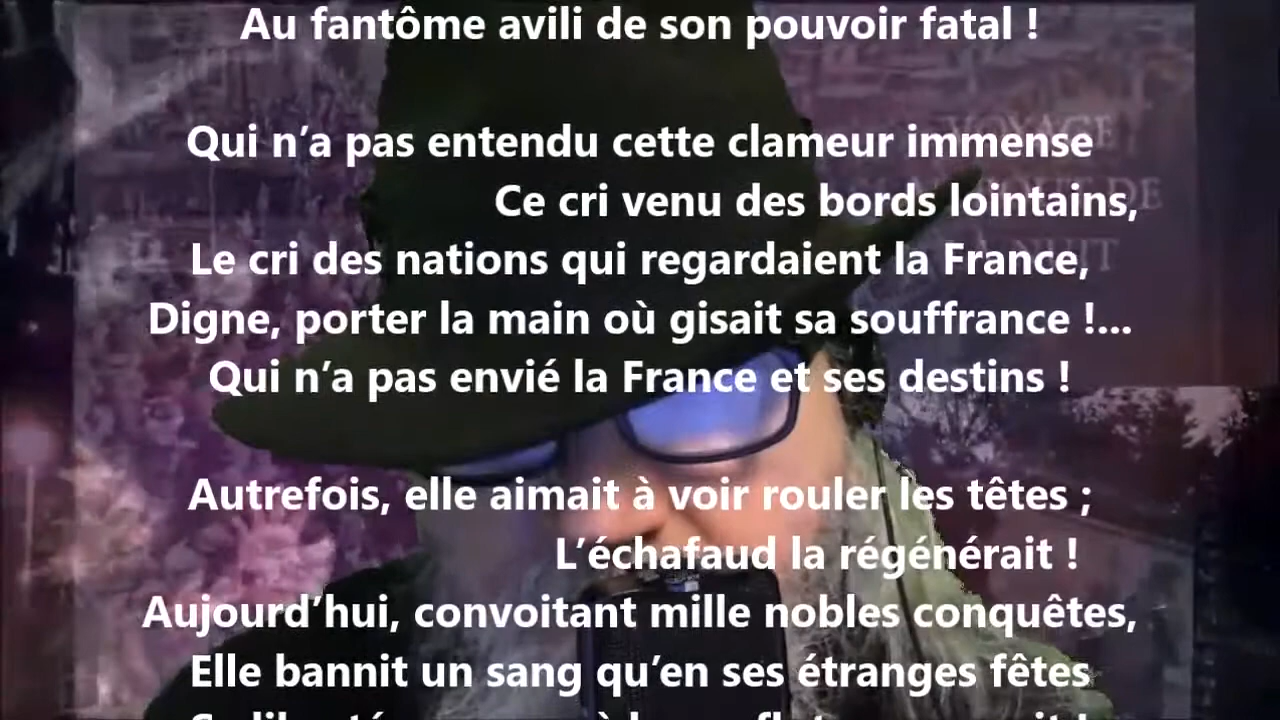 Au fantôme avili de son pouvoir fatal !
Qui n’a pas entendu cette clameur immense
Ce cri venu des bords lointains,
Le cri des nations qui regardaient la France,
Digne, porter la main où gisait sa souffrance !...
Qui n’a pas envié la France et ses destins !
Autrefois, elle aimait à voir rouler les têtes ;
L’échafaud la régénérait !
Aujourd’hui, convoitant mille nobles conquêtes,
Elle bannit un sang qu’en ses étranges fêtes
VOYAGE
DE
NUIT